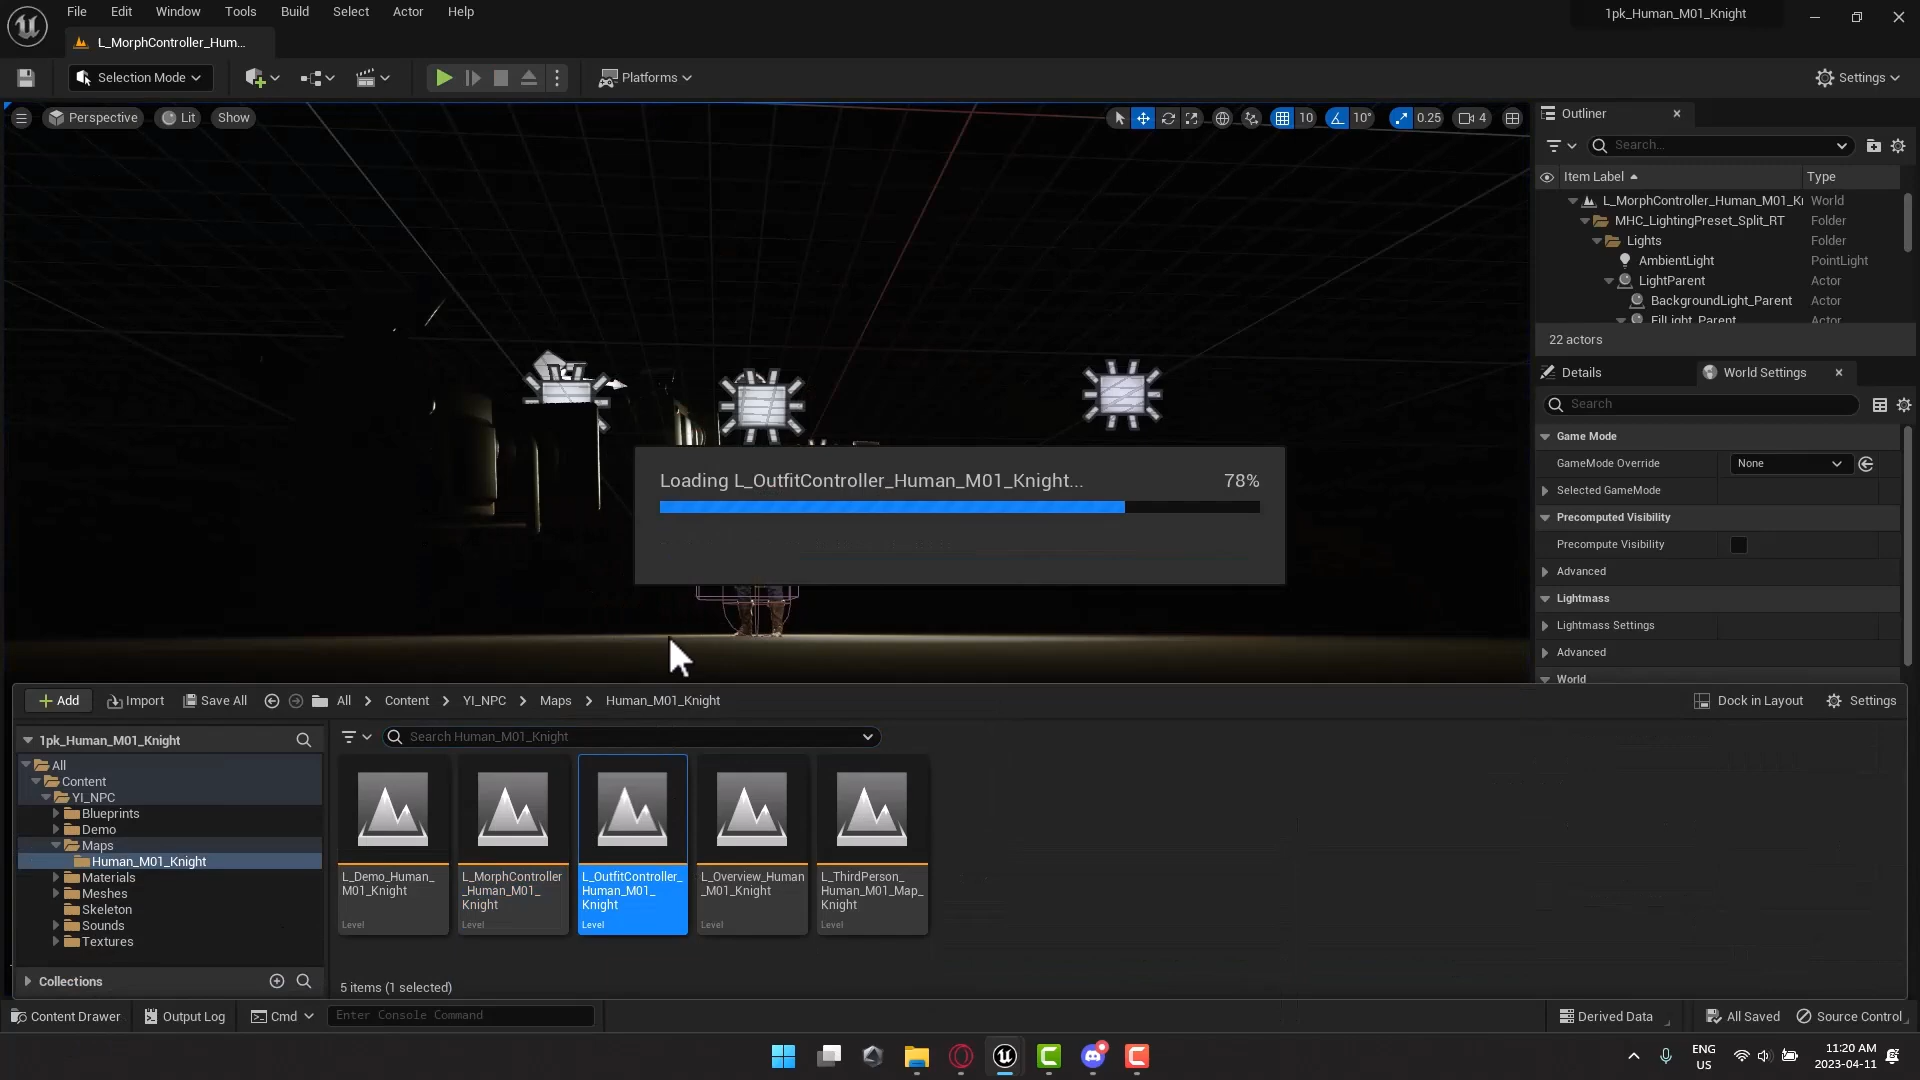 File Edit Window Tools Build Select Actor Help
1pk_Human_M01_Knight
L_MorphController_Hum...
Selection Mode
Platforms
Settings
Perspective Lit Show
10 10° 0.25 4
Outliner
Search...
Item Label Type
L_MorphController_Human_M01_Kr World
MHC_LightingPreset_Split_RT Folder
Lights Folder
AmbientLight PointLight
LightParent Actor
BackgroundLight_Parent Actor
FillLight_Parent Actor
22 actors
Details World Settings
Search
Game Mode
GameMode Override None
Selected GameMode
Precomputed Visibility
Precompute Visibility
Advanced
Lightmass
Lightmass Settings
Advanced
World
Loading L_OutfitController_Human_M01_Knight... 78%
Add Import Save All All Content YI_NPC Maps Human_M01_Knight Dock in Layout Settings
1pk_Human_M01_Knight
Search Human_M01_Knight
All
Content
YI_NPC
Blueprints
Demo
Maps
Human_M01_Knight
Materials
Meshes
Skeleton
Sounds
Textures
Collections
L_Demo_Human_
M01_Knight
Level
L_MorphController
_Human_M01_
Knight
Level
L_OutfitController_
Human_M01_
Knight
Level
L_Overview_Human
_M01_Knight
Level
L_ThirdPerson_
Human_M01_Map_
Knight
Level
5 items (1 selected)
Content Drawer Output Log Cmd Enter Console Command Derived Data All Saved Source Control
ENG
US
11:20 AM
2023-04-11